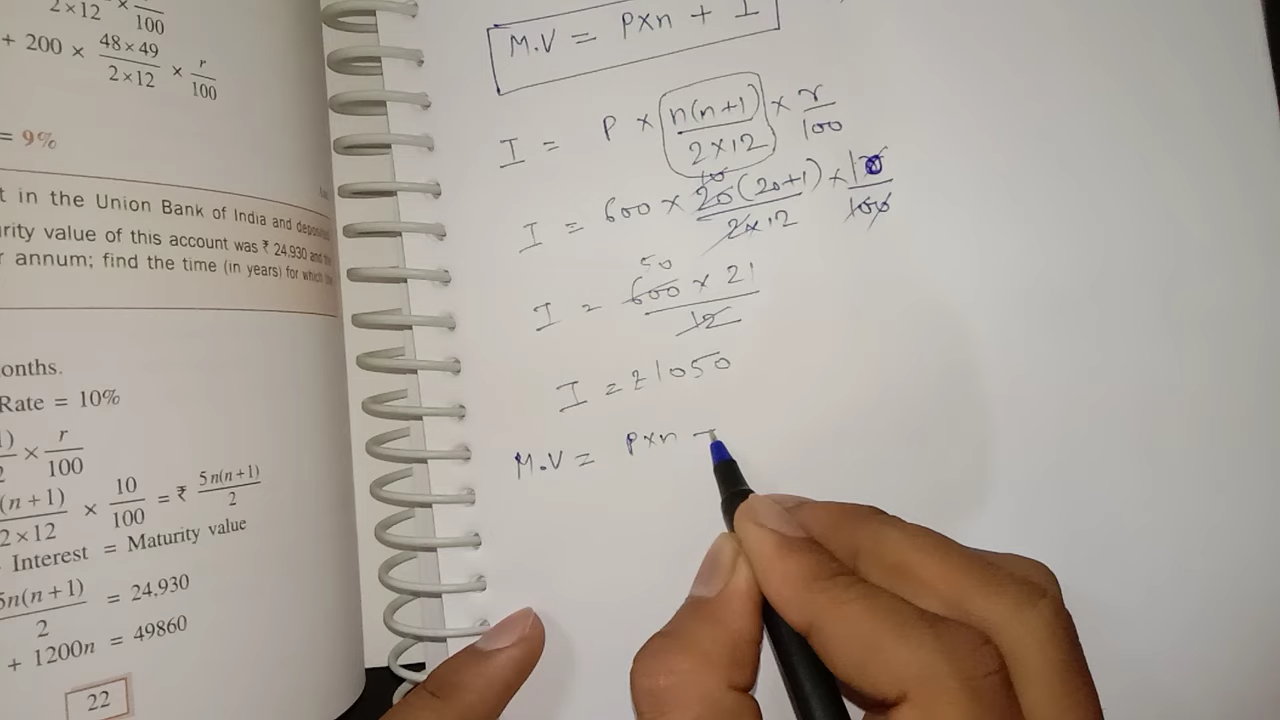 2×12 × 100
+ 200 × 48×49/2×12 × r/100
= 9%
t in the Union Bank of India and
urity value of this account was ₹ 24,930 and
r annum; find the time (in years) for which
onths.
Rate = 10%
× r/100
(n+1)/2×12 × 10/100 = ₹ 5n(n+1)/2
Interest = Maturity value
5n(n+1)/2 = 24,930
+ 1200n = 49860
22
M.V = P×n + I
I = P × n(n+1)/2×12 × r/100
I = 600 × 20(20+1)/2×12 × 10/100
10
I = 600 × 21/12
50
I = ₹1050
M.V = P×n